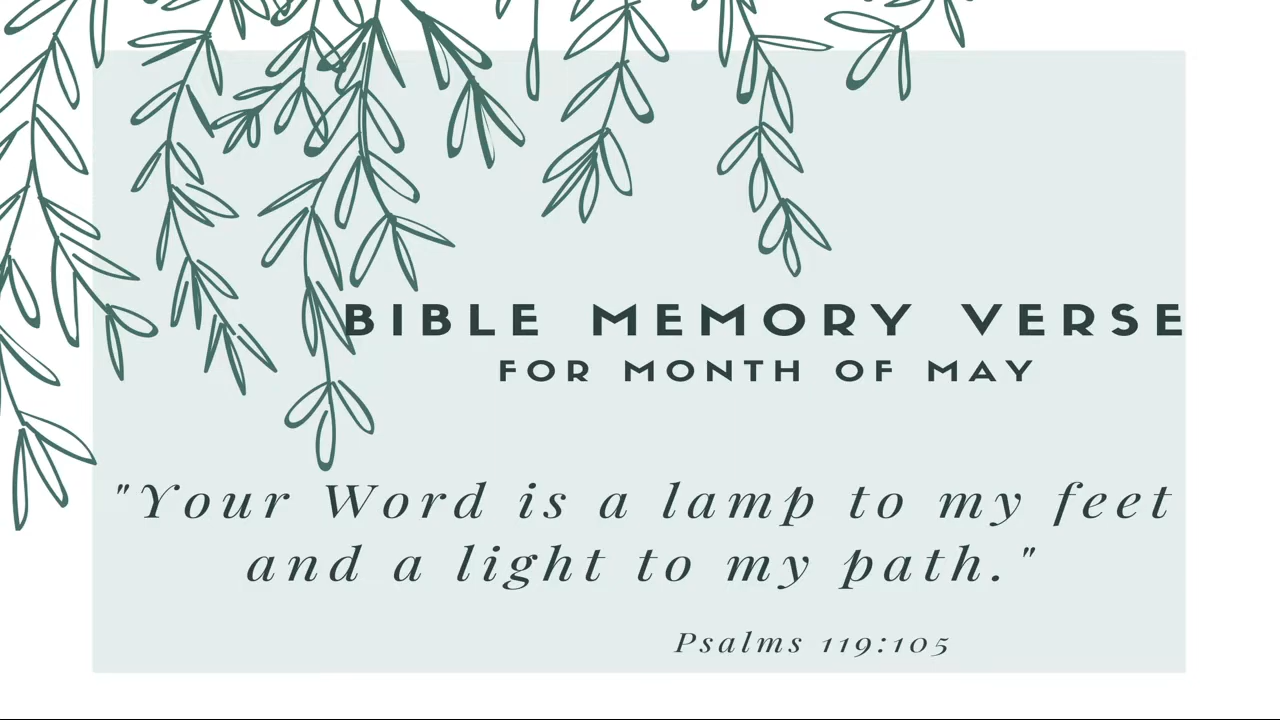 BIBLE MEMORY VERSE
FOR MONTH OF MAY
"Your Word is a lamp to my feet
and a light to my path."
Psalms 119:105